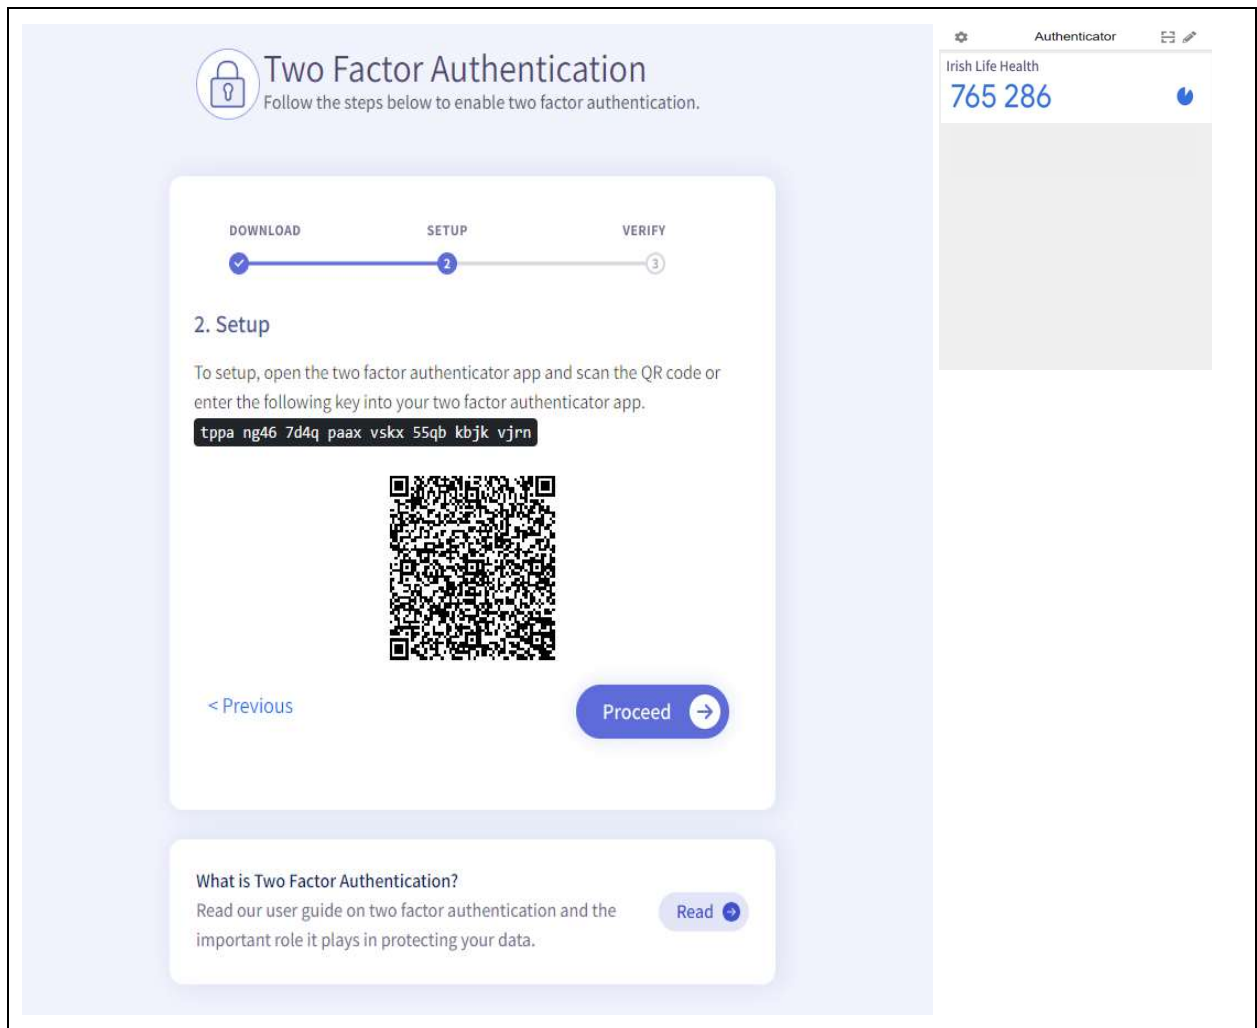 Two Factor Authentication
Follow the steps below to enable two factor authentication.
DOWNLOAD SETUP VERIFY
2 3
2. Setup
To setup, open the two factor authenticator app and scan the QR code or
enter the following key into your two factor authenticator app.
tppa ng46 7d4q paax vskx 55qb kbjk vjrn
< Previous
Proceed
What is Two Factor Authentication?
Read our user guide on two factor authentication and the
important role it plays in protecting your data.
Read
Authenticator
Irish Life Health
765 286